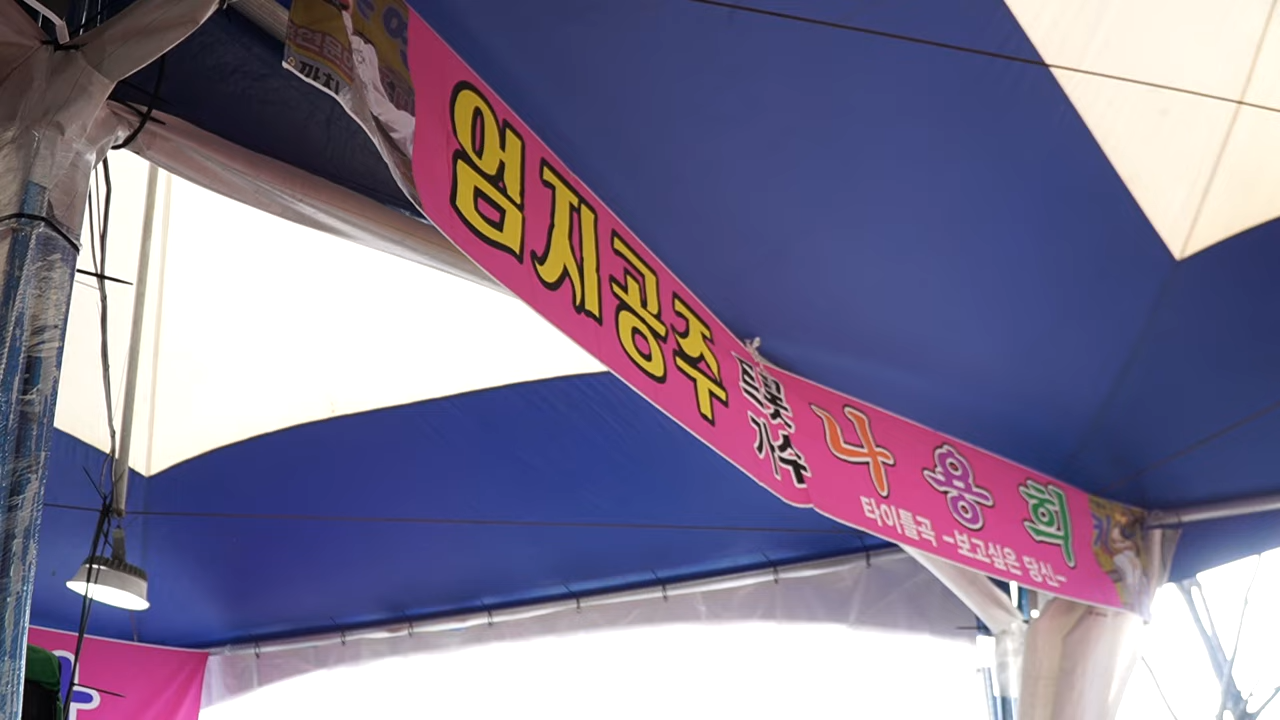 엄지공주
트롯
가수
나용희
타이틀곡 -보고싶은 당신-